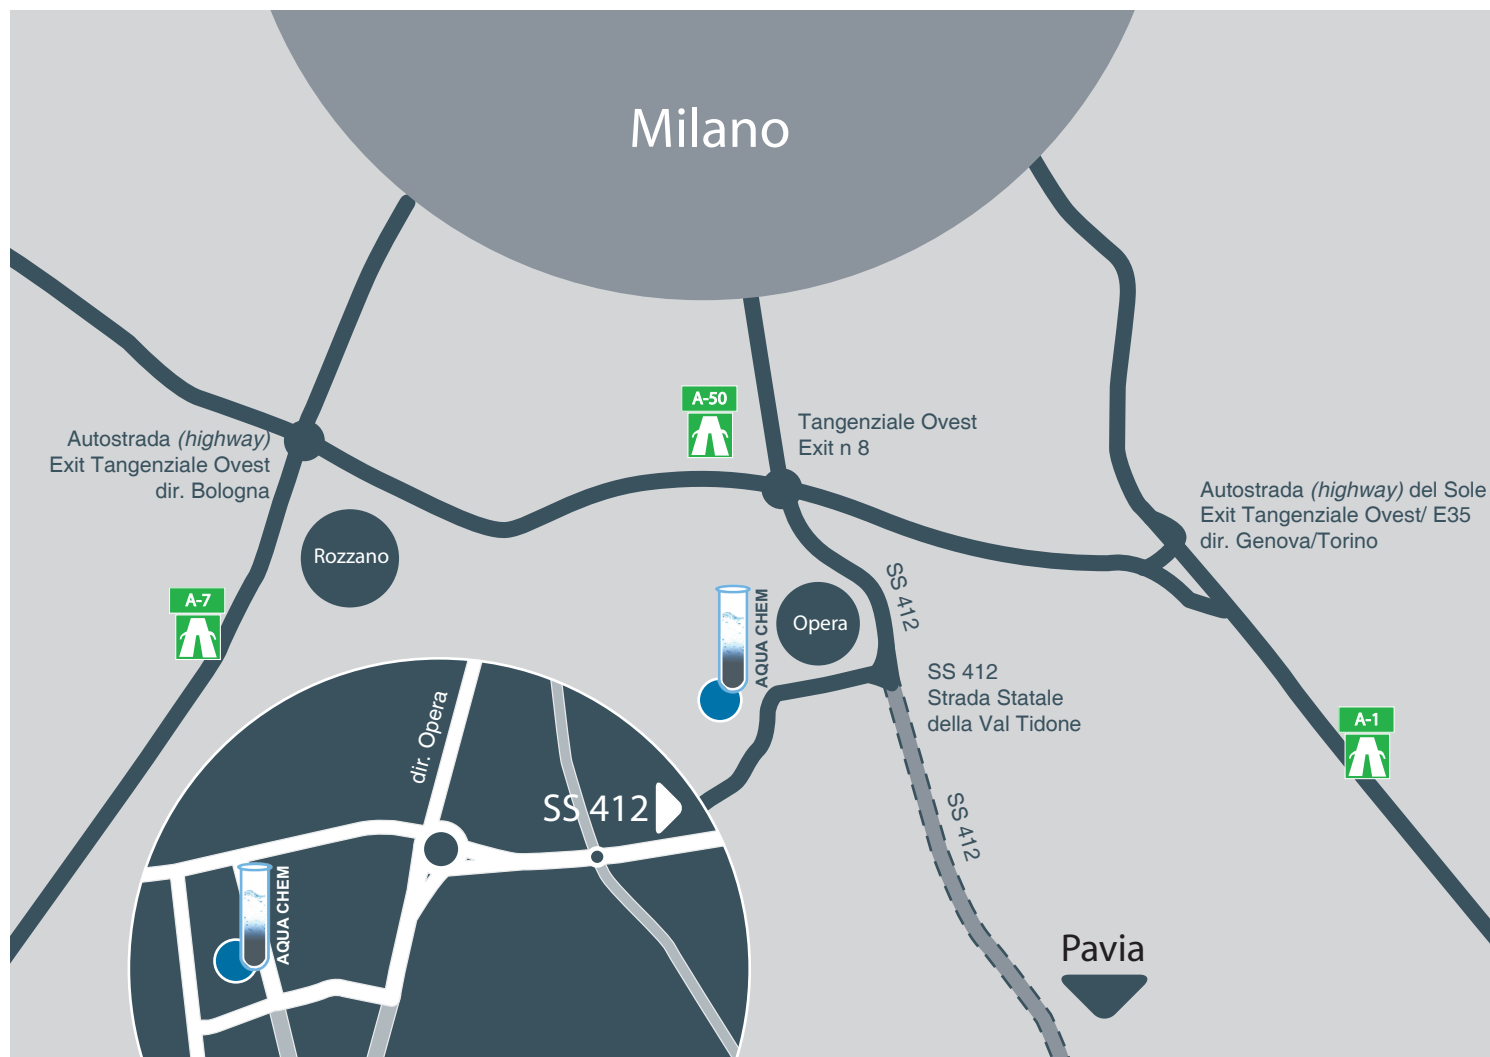 Milano
A-50
Tangenziale Ovest
Exit n 8
Autostrada (highway)
Exit Tangenziale Ovest
dir. Bologna
Autostrada (highway) del Sole
Exit Tangenziale Ovest/ E35
dir. Genova/Torino
Rozzano
A-7
AQUA CHEM
Opera
SS 412
SS 412
Strada Statale
della Val Tidone
A-1
dir. Opera
SS 412
SS 412
AQUA CHEM
Pavia